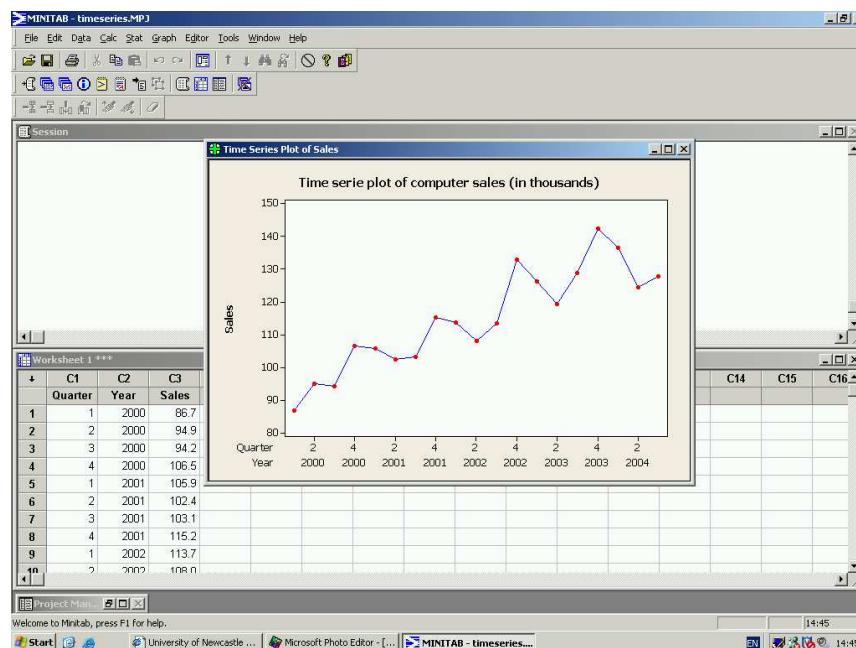 MINITAB - timeseries.MPJ
File Edit Data Calc Stat Graph Editor Tools Window Help
Session
Time Series Plot of Sales
Time serie plot of computer sales (in thousands)
150
140
130
120
110
100
90
80
Sales
Quarter 2 4 2 4 2 4 2 4 2
Year 2000 2000 2001 2001 2002 2002 2003 2003 2004
Worksheet 1 ***
C1 C2 C3 C14 C15 C16
Quarter Year Sales
1 1 2000 86.7
2 2 2000 94.9
3 3 2000 94.2
4 4 2000 106.5
5 1 2001 105.9
6 2 2001 102.4
7 3 2001 103.1
8 4 2001 115.2
9 1 2002 113.7
10 2 2002 108.0
Project Man...
Welcome to Minitab, press F1 for help.
14:45
Start University of Newcastle ... Microsoft Photo Editor - [... MINITAB - timeseries.... EN 14:45